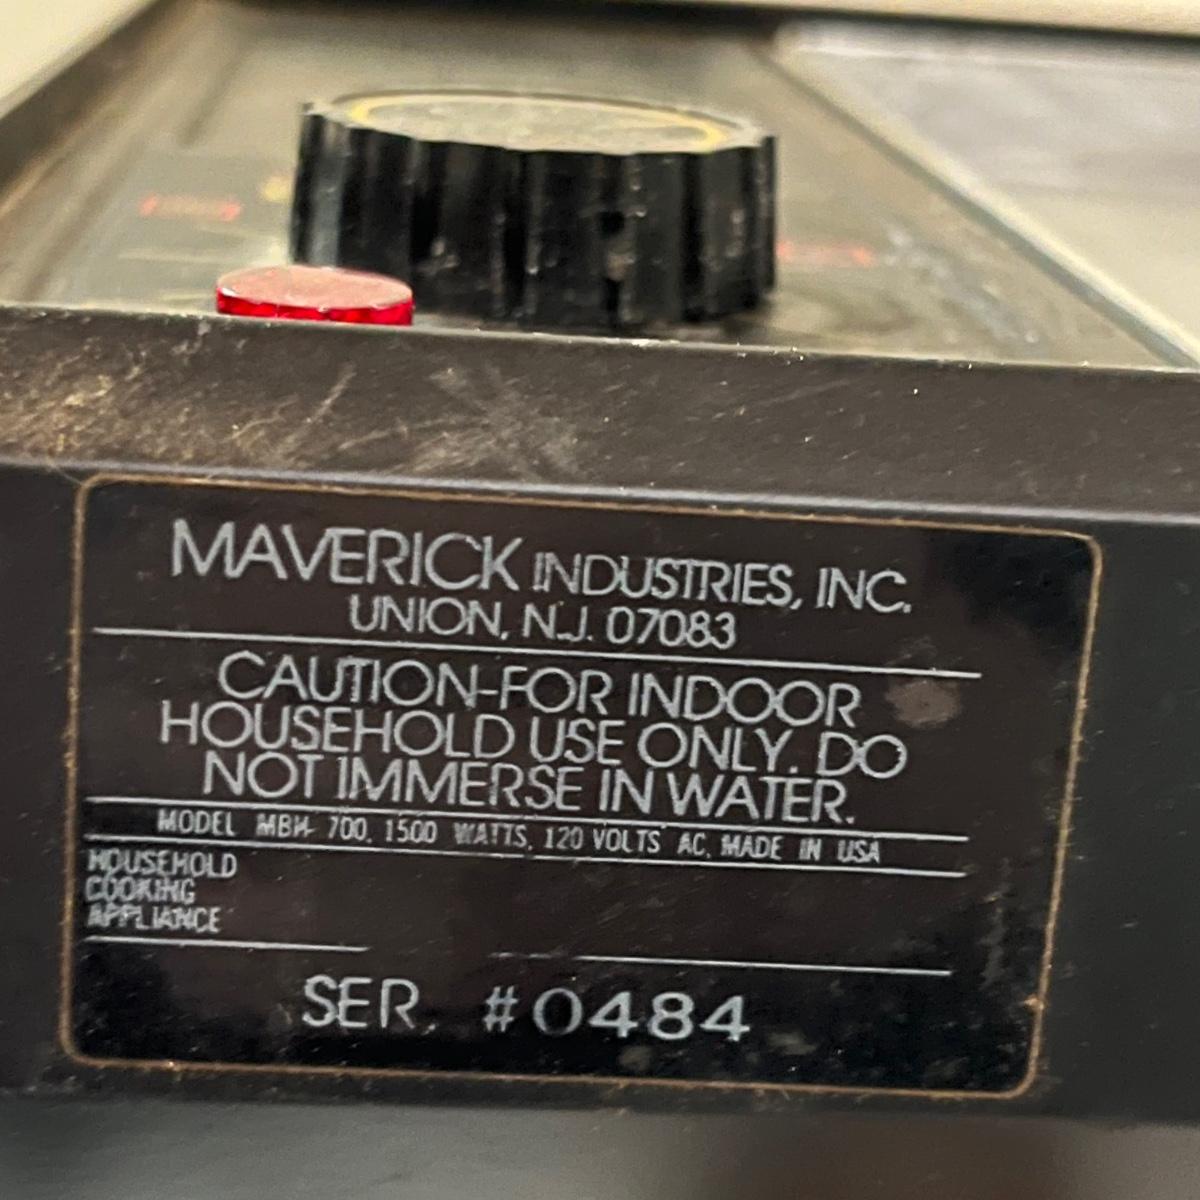 MAVERICK INDUSTRIES, INC.
UNION, N.J. 07083
CAUTION-FOR INDOOR
HOUSEHOLD USE ONLY. DO
NOT IMMERSE IN WATER.
MODEL MBH-700, 1500 WATTS, 120 VOLTS AC, MADE IN USA
HOUSEHOLD
COOKING
APPLIANCE
SER. #0484